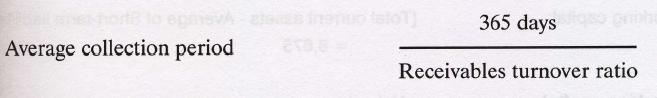 365 days
Average collection period
Receivables turnover ratio